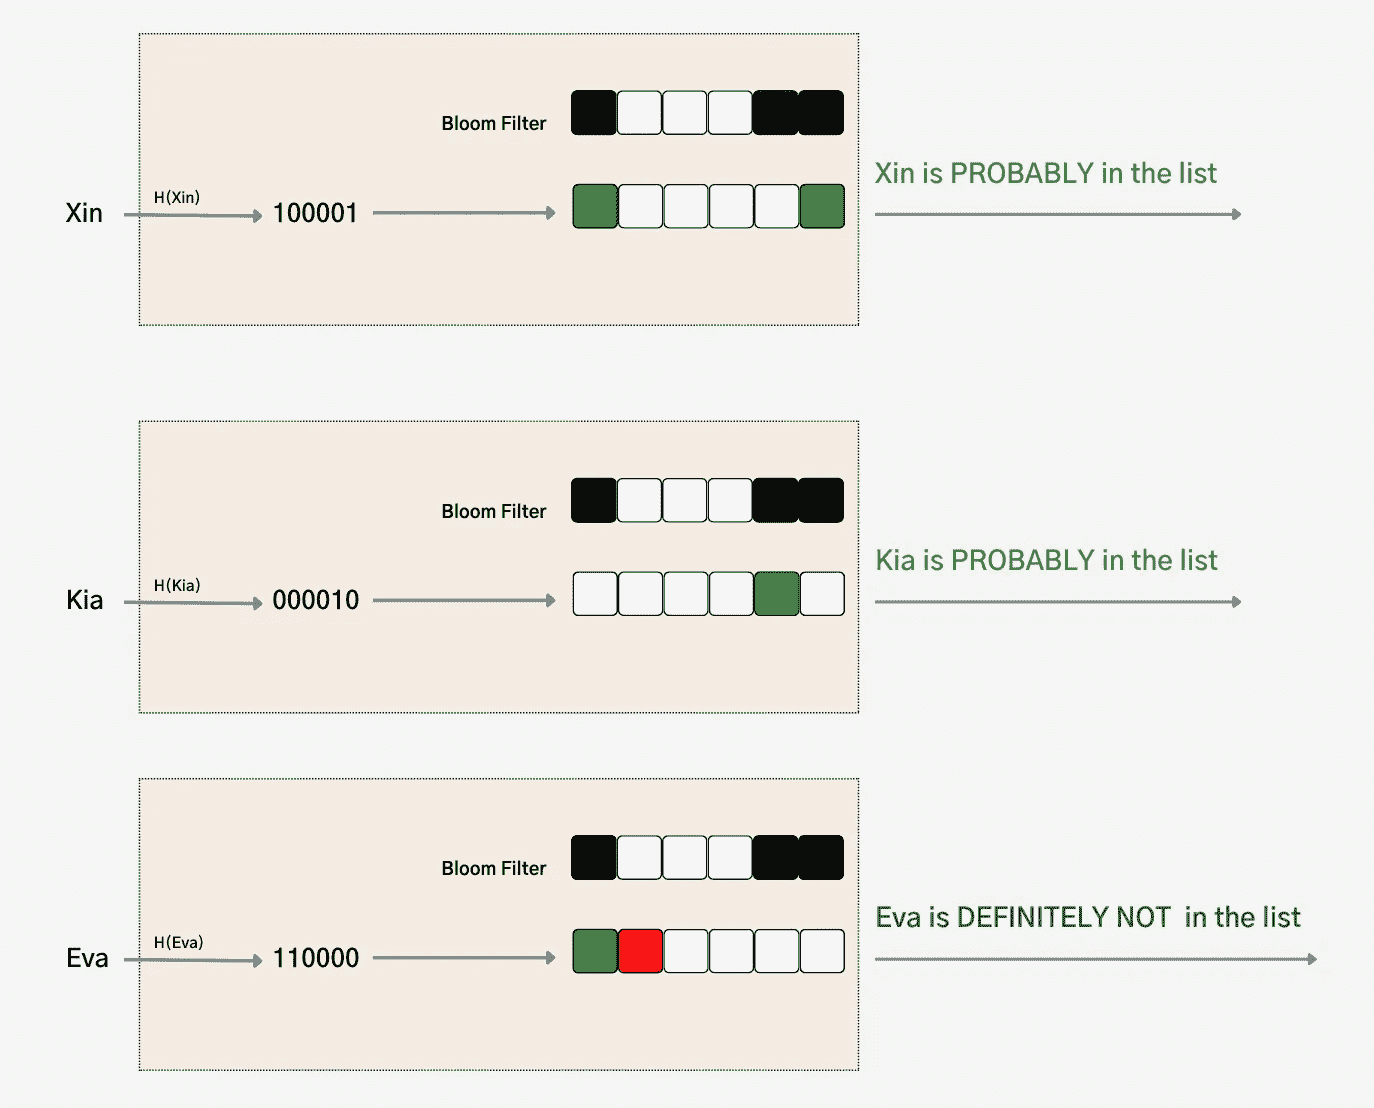 Bloom Filter
Xin is PROBABLY in the list
H(Xin)
Xin
100001
Bloom Filter
Kia is PROBABLY in the list
H(Kia)
Kia
000010
Bloom Filter
Eva is DEFINITELY NOT in the list
H(Eva)
Eva
110000